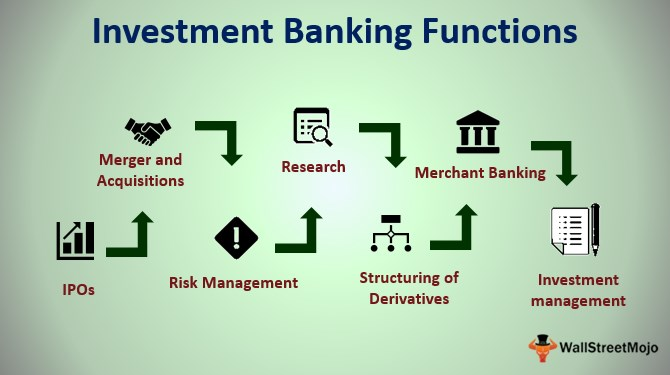 Investment Banking Functions
Merger and
Acquisitions
Research
Merchant Banking
IPOs
Risk Management
Structuring of
Derivatives
Investment
management
WallStreetMojo